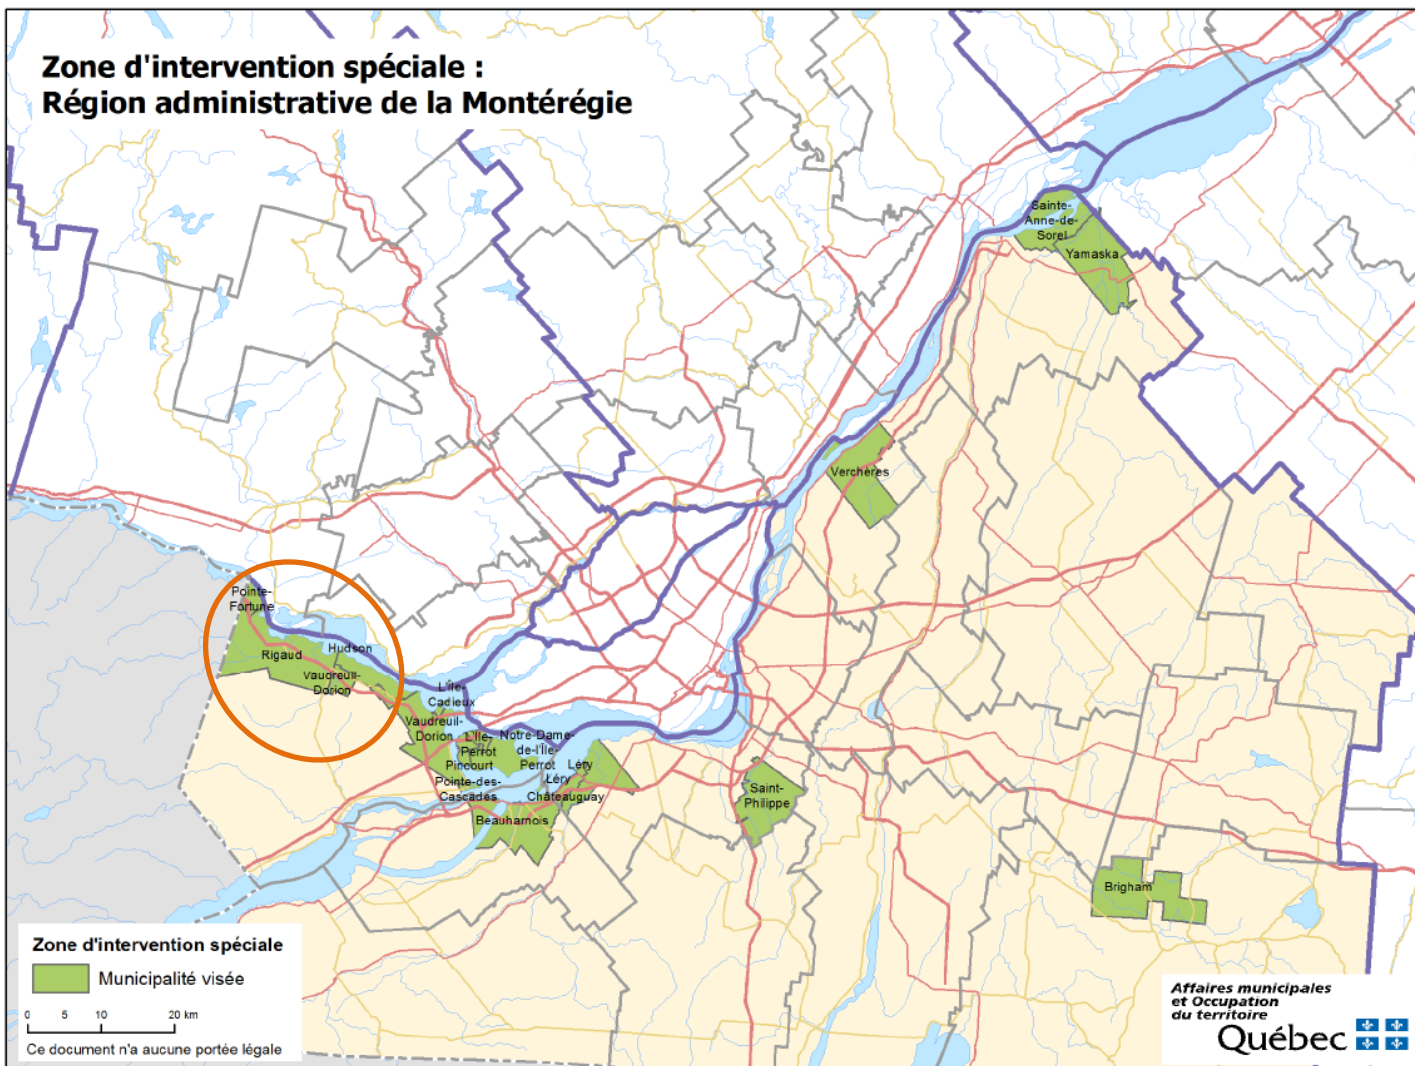 Zone d'intervention spéciale :
Région administrative de la Montérégie
Sainte-
Anne-de-
Sorel
Yamaska
Verchères
Pointe-
Fortune
Rigaud
Hudson
Vaudreuil-
Dorion
L'Île-
Cadieux
Vaudreuil-
Dorion
L'Île-
Perrot
Pincourt
Notre-Dame-
de-l'Île-
Perrot
Léry
Léry
Pointe-des-
Cascades
Châteauguay
Beauharnois
Saint-
Philippe
Brigham
Zone d'intervention spéciale
Municipalité visée
0 5 10 20 km
Ce document n'a aucune portée légale
Affaires municipales
et Occupation
du territoire
Québec